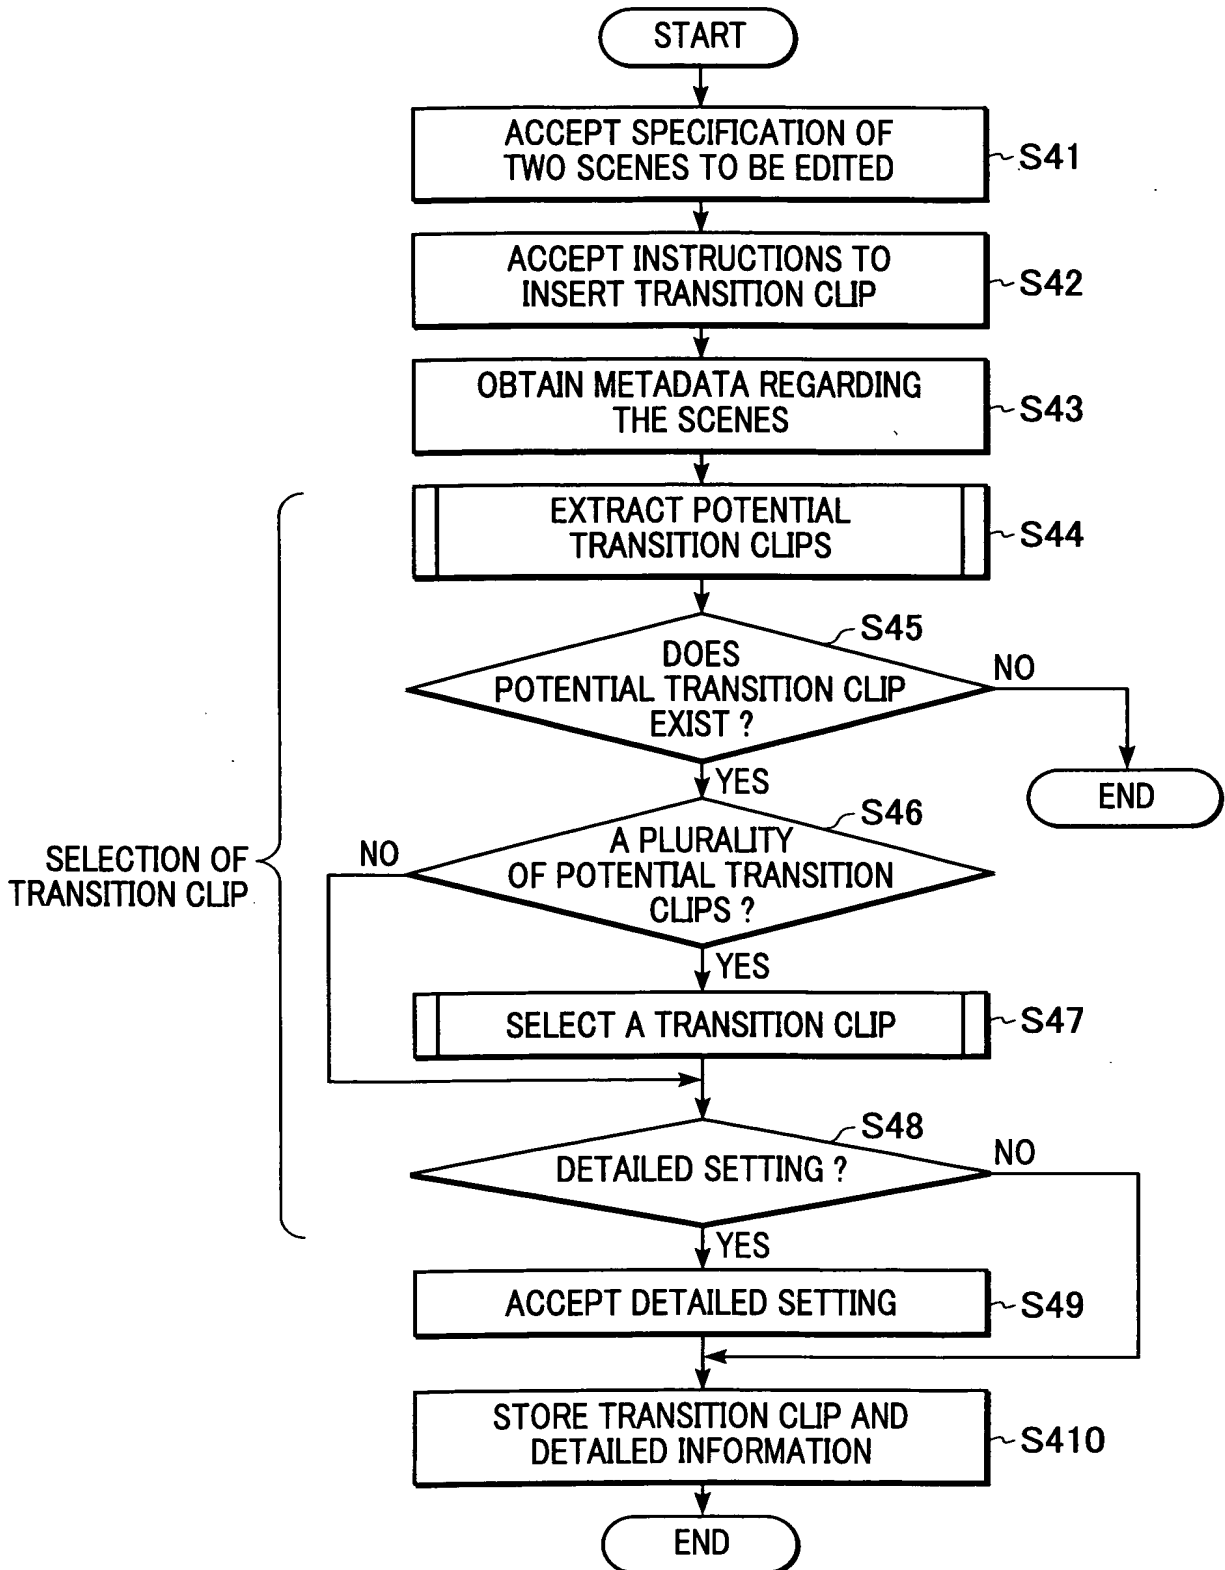 START
ACCEPT SPECIFICATION OF
TWO SCENES TO BE EDITED
S41
ACCEPT INSTRUCTIONS TO
INSERT TRANSITION CLIP
S42
OBTAIN METADATA REGARDING
THE SCENES
S43
EXTRACT POTENTIAL
TRANSITION CLIPS
S44
S45
DOES
POTENTIAL TRANSITION CLIP
EXIST ?
NO
END
YES
S46
A PLURALITY
OF POTENTIAL TRANSITION
CLIPS ?
NO
SELECTION OF
TRANSITION CLIP
YES
SELECT A TRANSITION CLIP
S47
S48
DETAILED SETTING ?
NO
YES
ACCEPT DETAILED SETTING
S49
STORE TRANSITION CLIP AND
DETAILED INFORMATION
S410
END